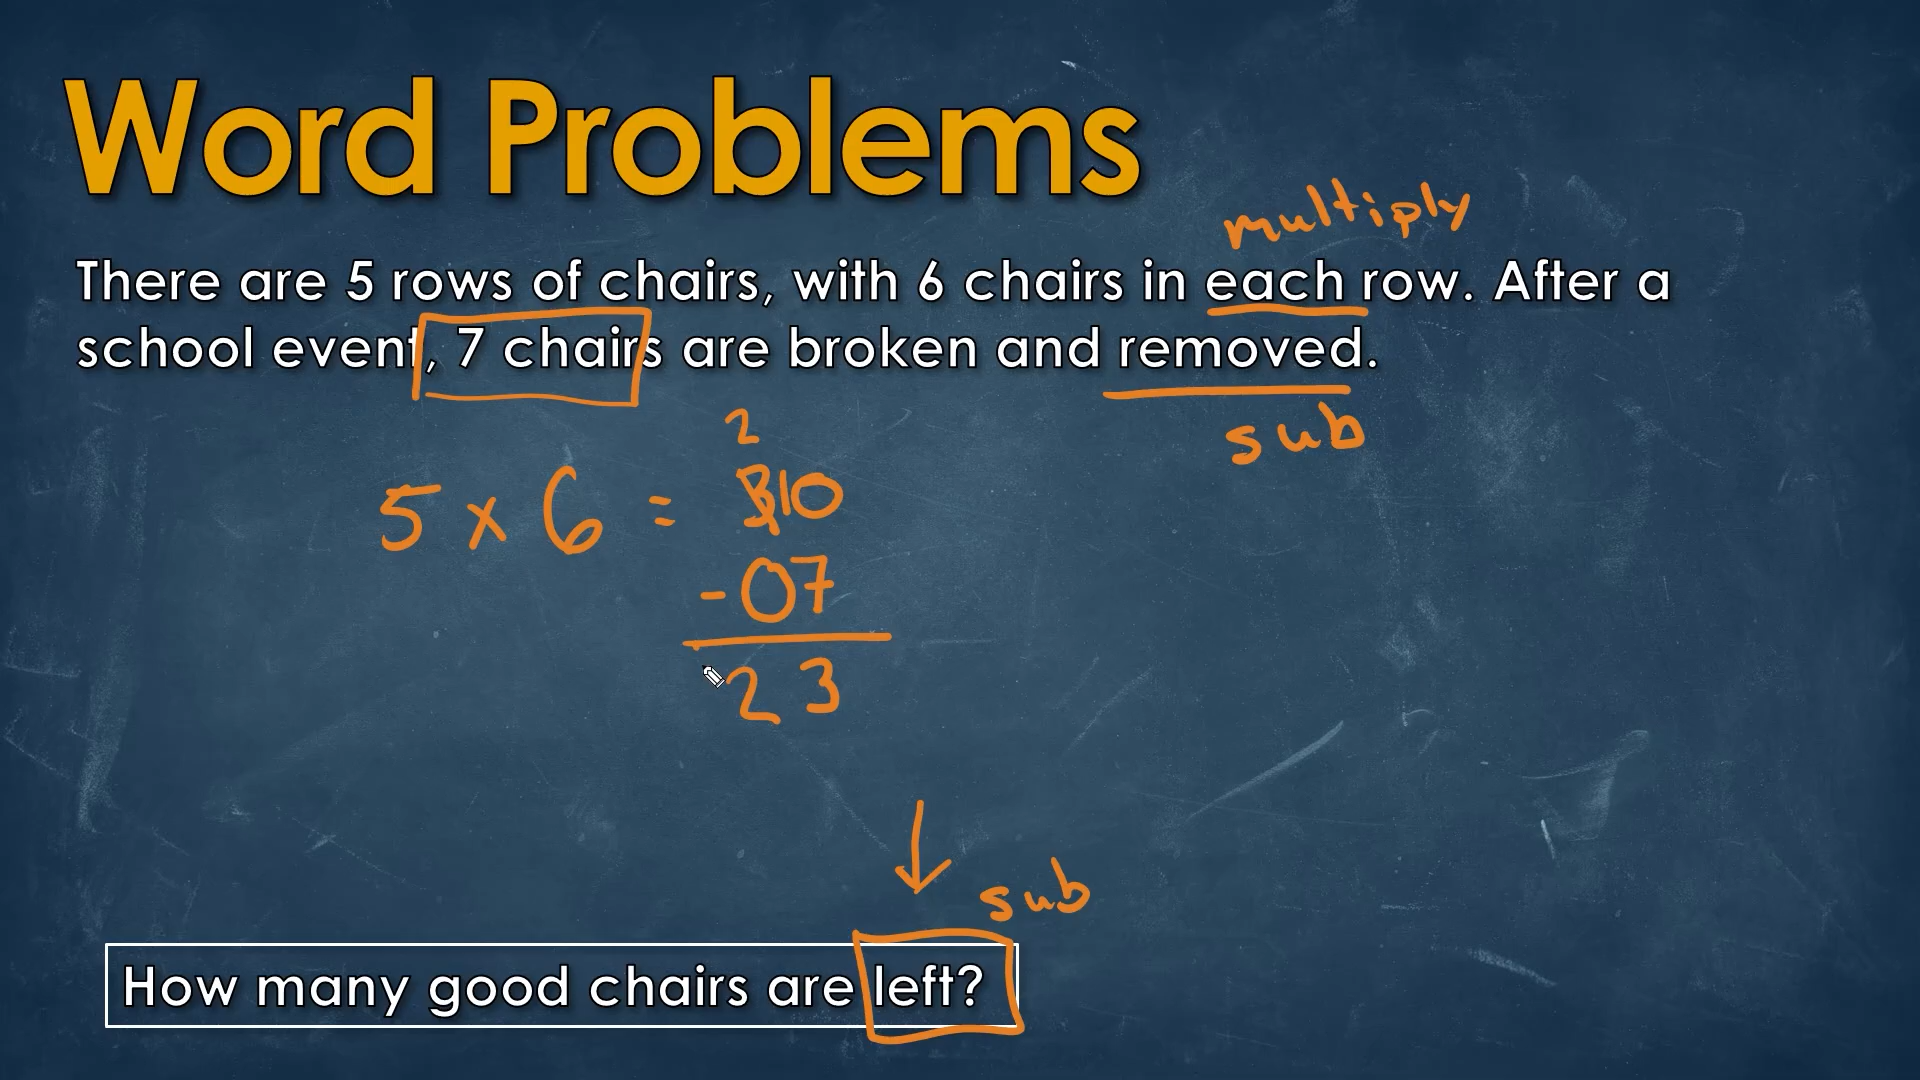 Word Problems
multiply
There are 5 rows of chairs, with 6 chairs in each row. After a
school event, 7 chairs are broken and removed.
sub
2
5 x 6 = 310
- 07
23
sub
How many good chairs are left?